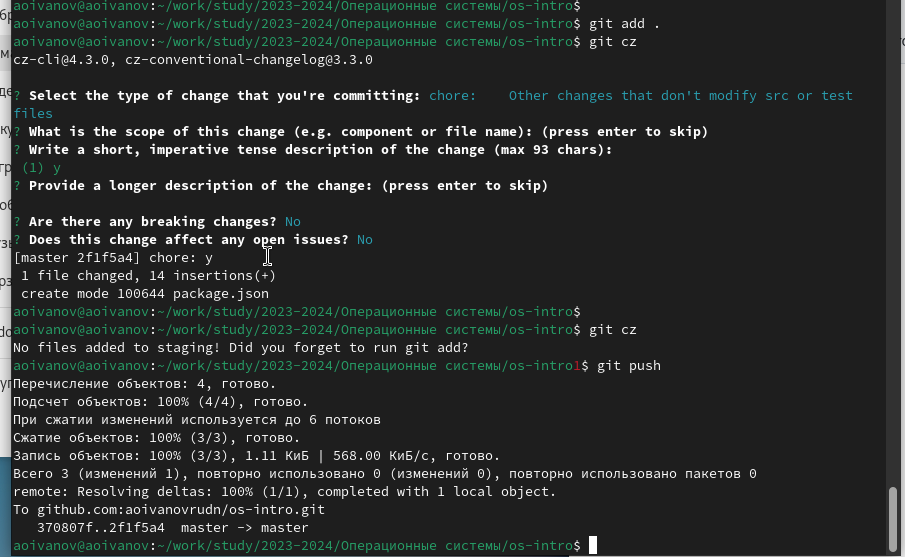 aoivanov@aoivanov:~/work/study/2023-2024/Операционные системы/os-intro$
aoivanov@aoivanov:~/work/study/2023-2024/Операционные системы/os-intro$ git add .
aoivanov@aoivanov:~/work/study/2023-2024/Операционные системы/os-intro$ git cz
cz-cli@4.3.0, cz-conventional-changelog@3.3.0
? Select the type of change that you're committing: chore:    Other changes that don't modify src or test
files
? What is the scope of this change (e.g. component or file name): (press enter to skip)
? Write a short, imperative tense description of the change (max 93 chars):
 (1) y
? Provide a longer description of the change: (press enter to skip)
? Are there any breaking changes? No
? Does this change affect any open issues? No
[master 2f1f5a4] chore: y
 1 file changed, 14 insertions(+)
 create mode 100644 package.json
aoivanov@aoivanov:~/work/study/2023-2024/Операционные системы/os-intro$
aoivanov@aoivanov:~/work/study/2023-2024/Операционные системы/os-intro$ git cz
No files added to staging! Did you forget to run git add?
aoivanov@aoivanov:~/work/study/2023-2024/Операционные системы/os-intro1$ git push
Перечисление объектов: 4, готово.
Подсчет объектов: 100% (4/4), готово.
При сжатии изменений используется до 6 потоков
Сжатие объектов: 100% (3/3), готово.
Запись объектов: 100% (3/3), 1.11 КиБ | 568.00 КиБ/с, готово.
Всего 3 (изменений 1), повторно использовано 0 (изменений 0), повторно использовано пакетов 0
remote: Resolving deltas: 100% (1/1), completed with 1 local object.
To github.com:aoivanovrudn/os-intro.git
   370807f..2f1f5a4  master -> master
aoivanov@aoivanov:~/work/study/2023-2024/Операционные системы/os-intro$